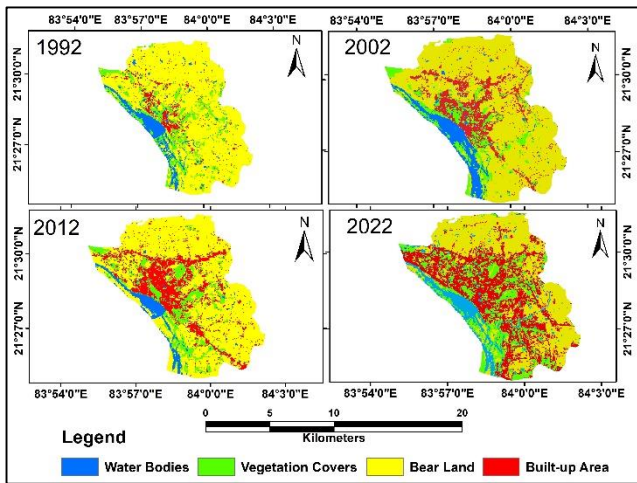 83°54'0"E 83°57'0"E 84°0'0"E 84°3'0"E 83°54'0"E 83°57'0"E 84°0'0"E 84°3'0"E
1992
N
2002
N
21°30'0"N
21°27'0"N
21°30'0"N
21°27'0"N
2012
N
2022
N
21°30'0"N
21°27'0"N
21°30'0"N
21°27'0"N
83°54'0"E 83°57'0"E 84°0'0"E 84°3'0"E 83°54'0"E 83°57'0"E 84°0'0"E 84°3'0"E
0 5 10 20
Kilometers
Legend
Water Bodies Vegetation Covers Bear Land Built-up Area